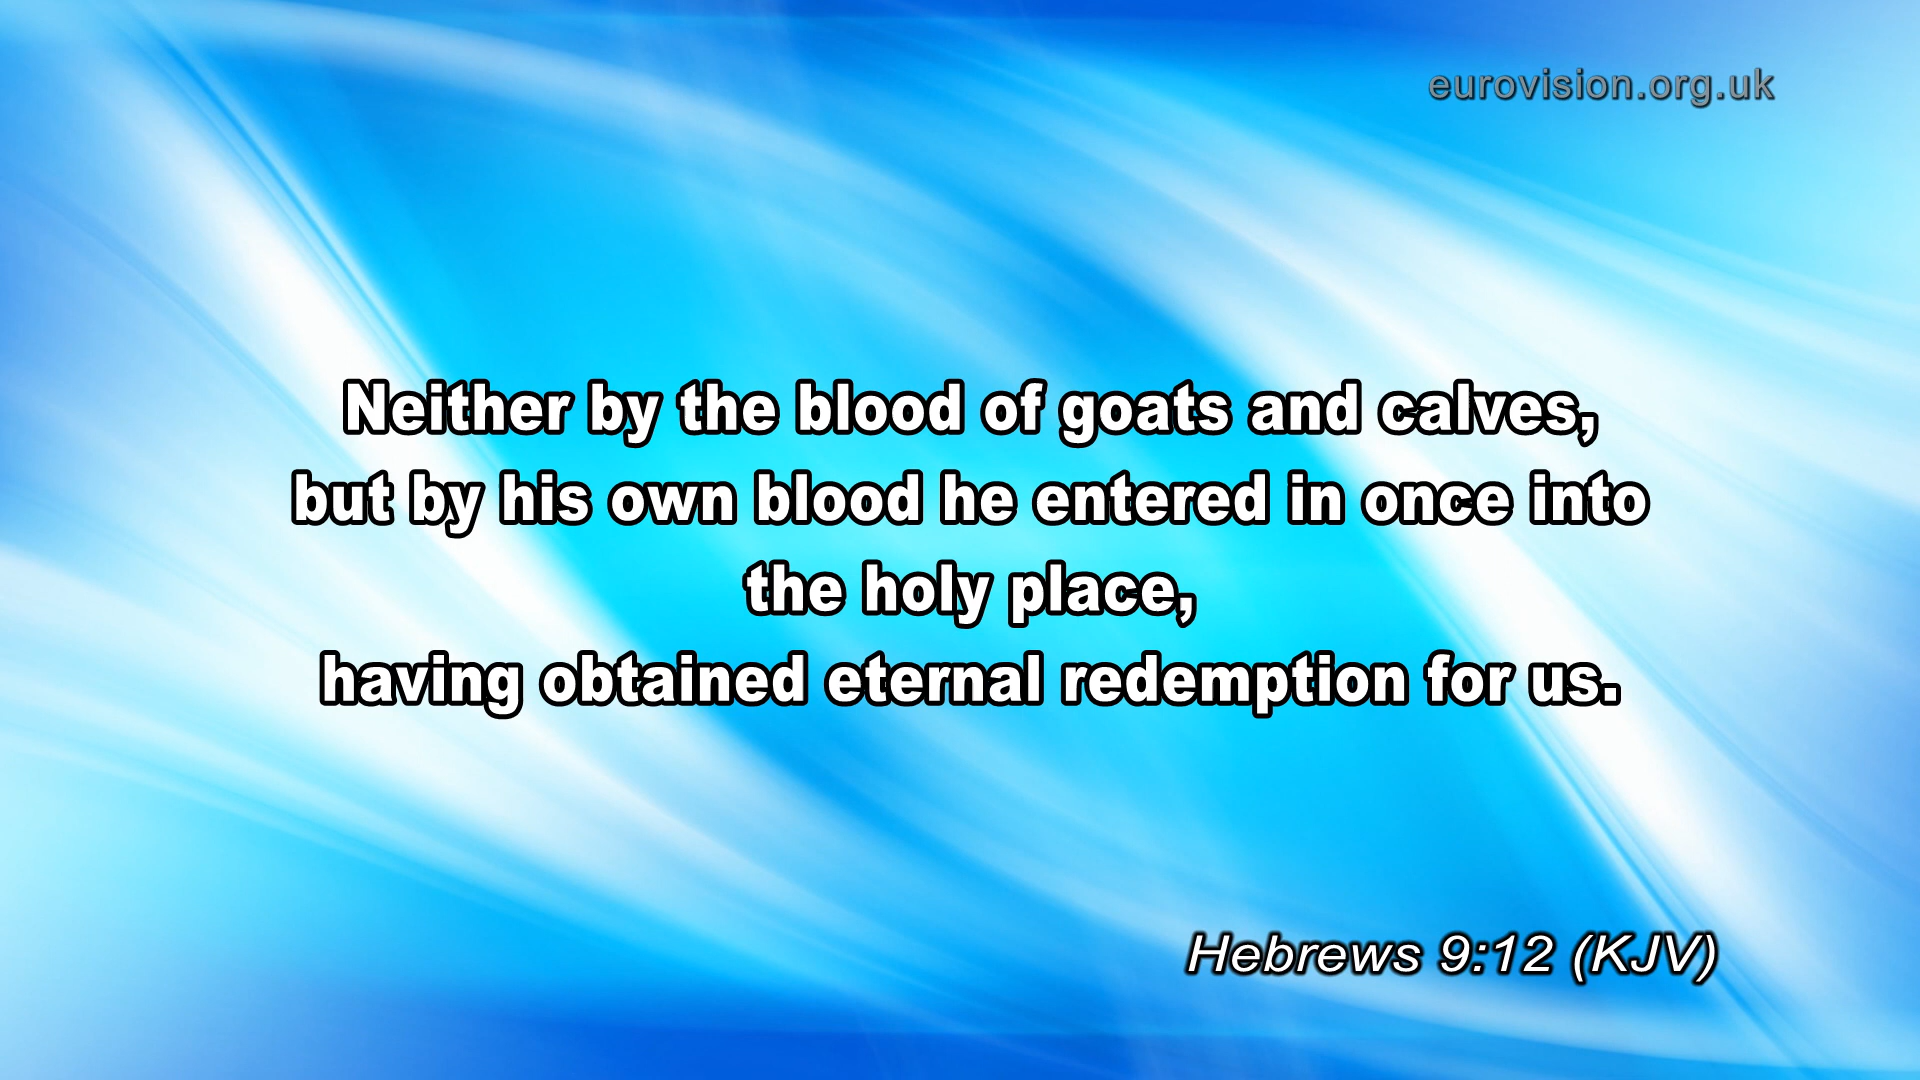 eurovision.org.uk
Neither by the blood of goats and calves,
but by his own blood he entered in once into
the holy place,
having obtained eternal redemption for us.
Hebrews 9:12 (KJV)